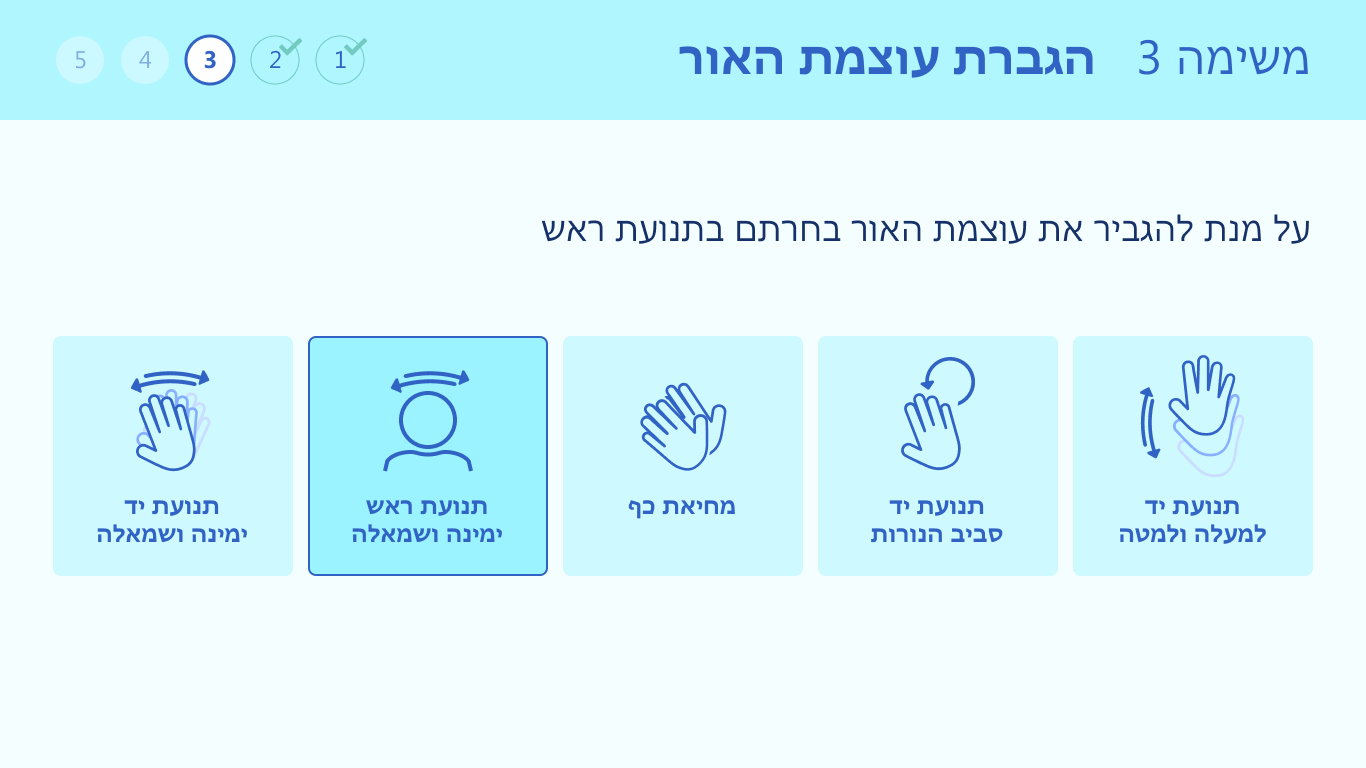 משימה 3 הגברת עוצמת האור
1 2 3 4 5
על מנת להגביר את עוצמת האור בחרתם בתנועת ראש
תנועת יד
למעלה ולמטה
תנועת יד
סביב הנורות
מחיאת כף
תנועת ראש
ימינה ושמאלה
תנועת יד
ימינה ושמאלה